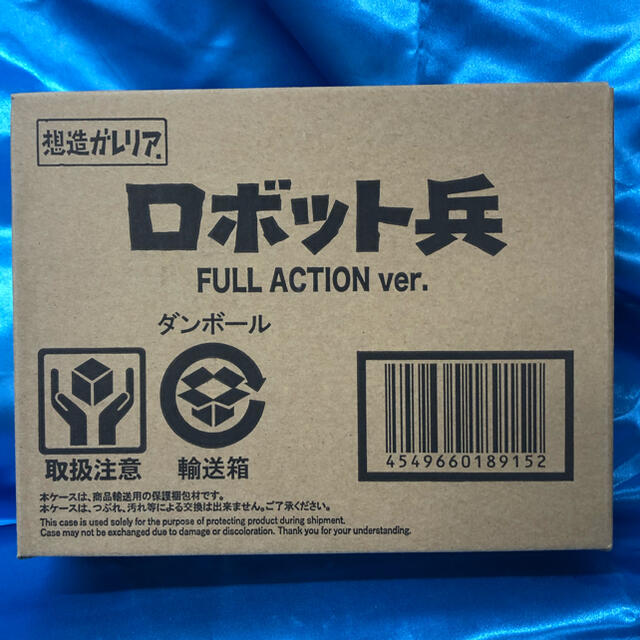 想造ガレリア.
ロボット兵
FULL ACTION ver.
ダンボール
取扱注意
輸送箱
4549660189152
本ケースは、商品輸送用の保護梱包材です。
本ケースは、つぶれ、汚れ等による交換は出来ません。ご了承ください。
This case is used solely for the purpose of protecting product during shipment.
Case may not be exchanged due to damage or discoloration. Thank you for your understanding.